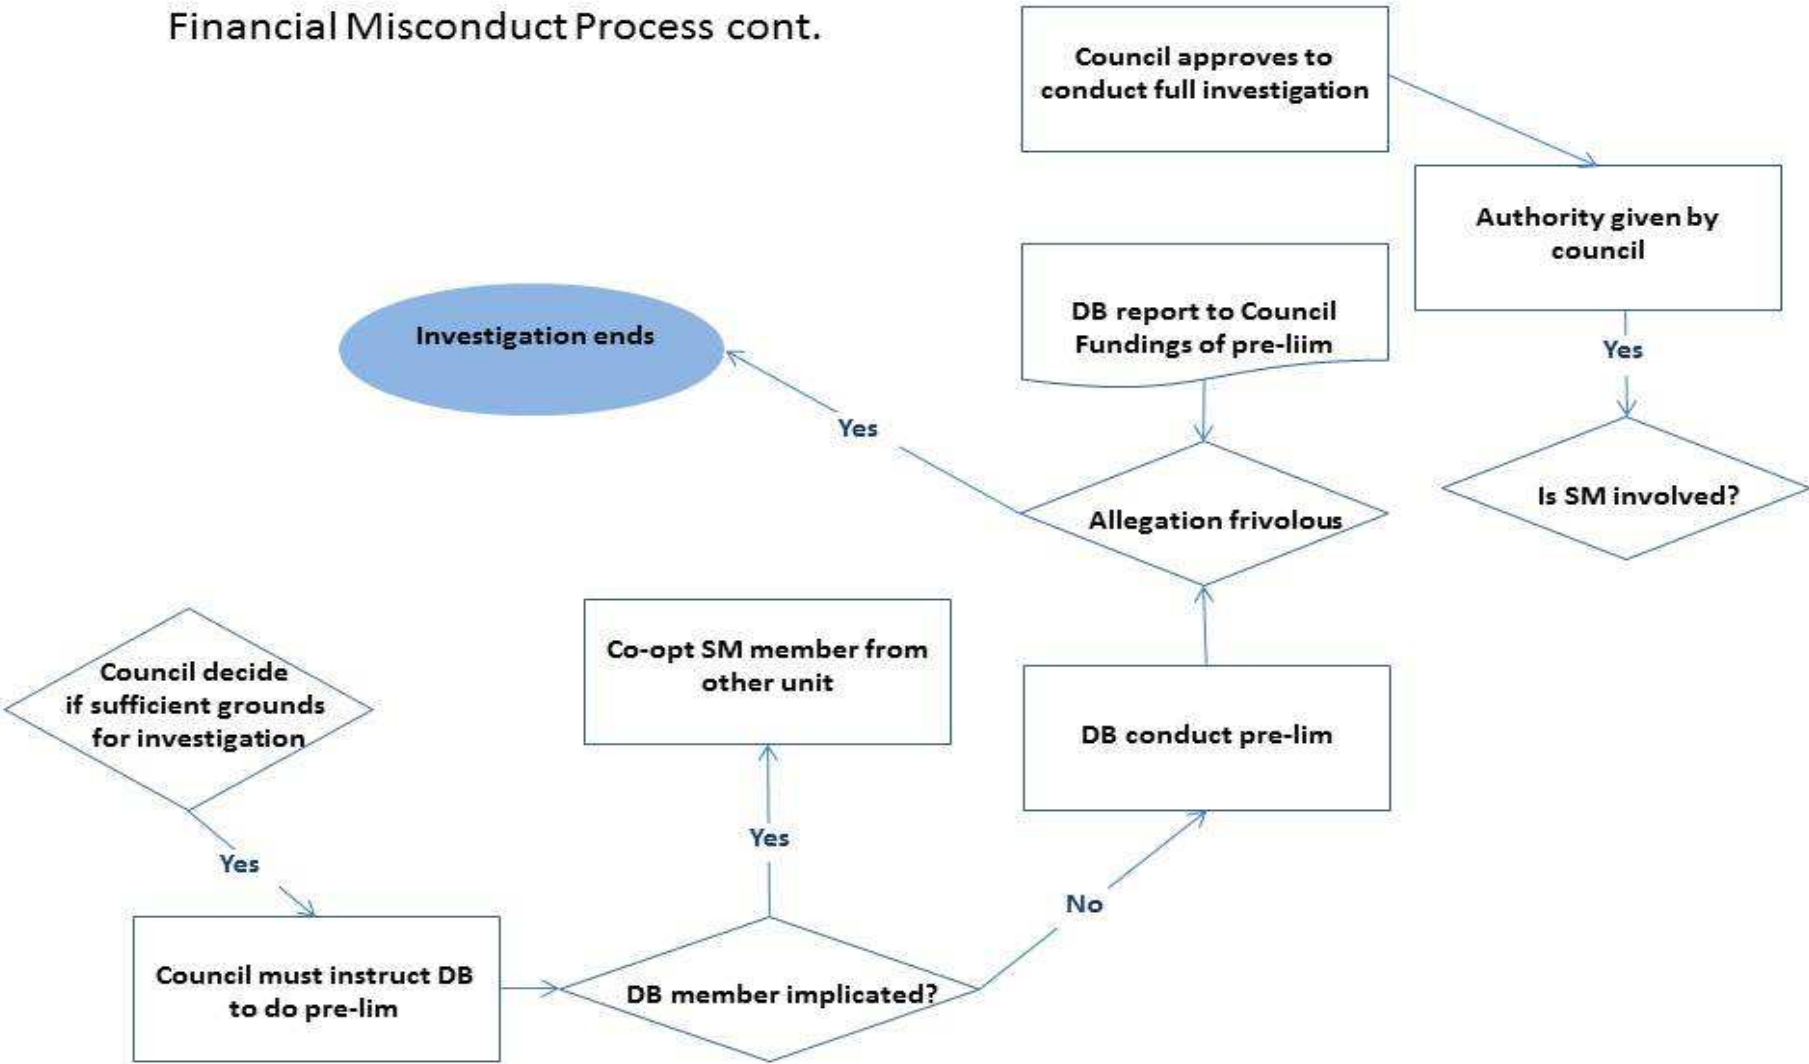 Financial Misconduct Process cont.
Council approves to
conduct full investigation
Authority given by
council
Yes
Is SM involved?
DB report to Council
Fundings of pre-liim
Investigation ends
Yes
Allegation frivolous
Co-opt SM member from
other unit
DB conduct pre-lim
Council decide
if sufficient grounds
for investigation
Yes
Yes
No
Council must instruct DB
to do pre-lim
DB member implicated?